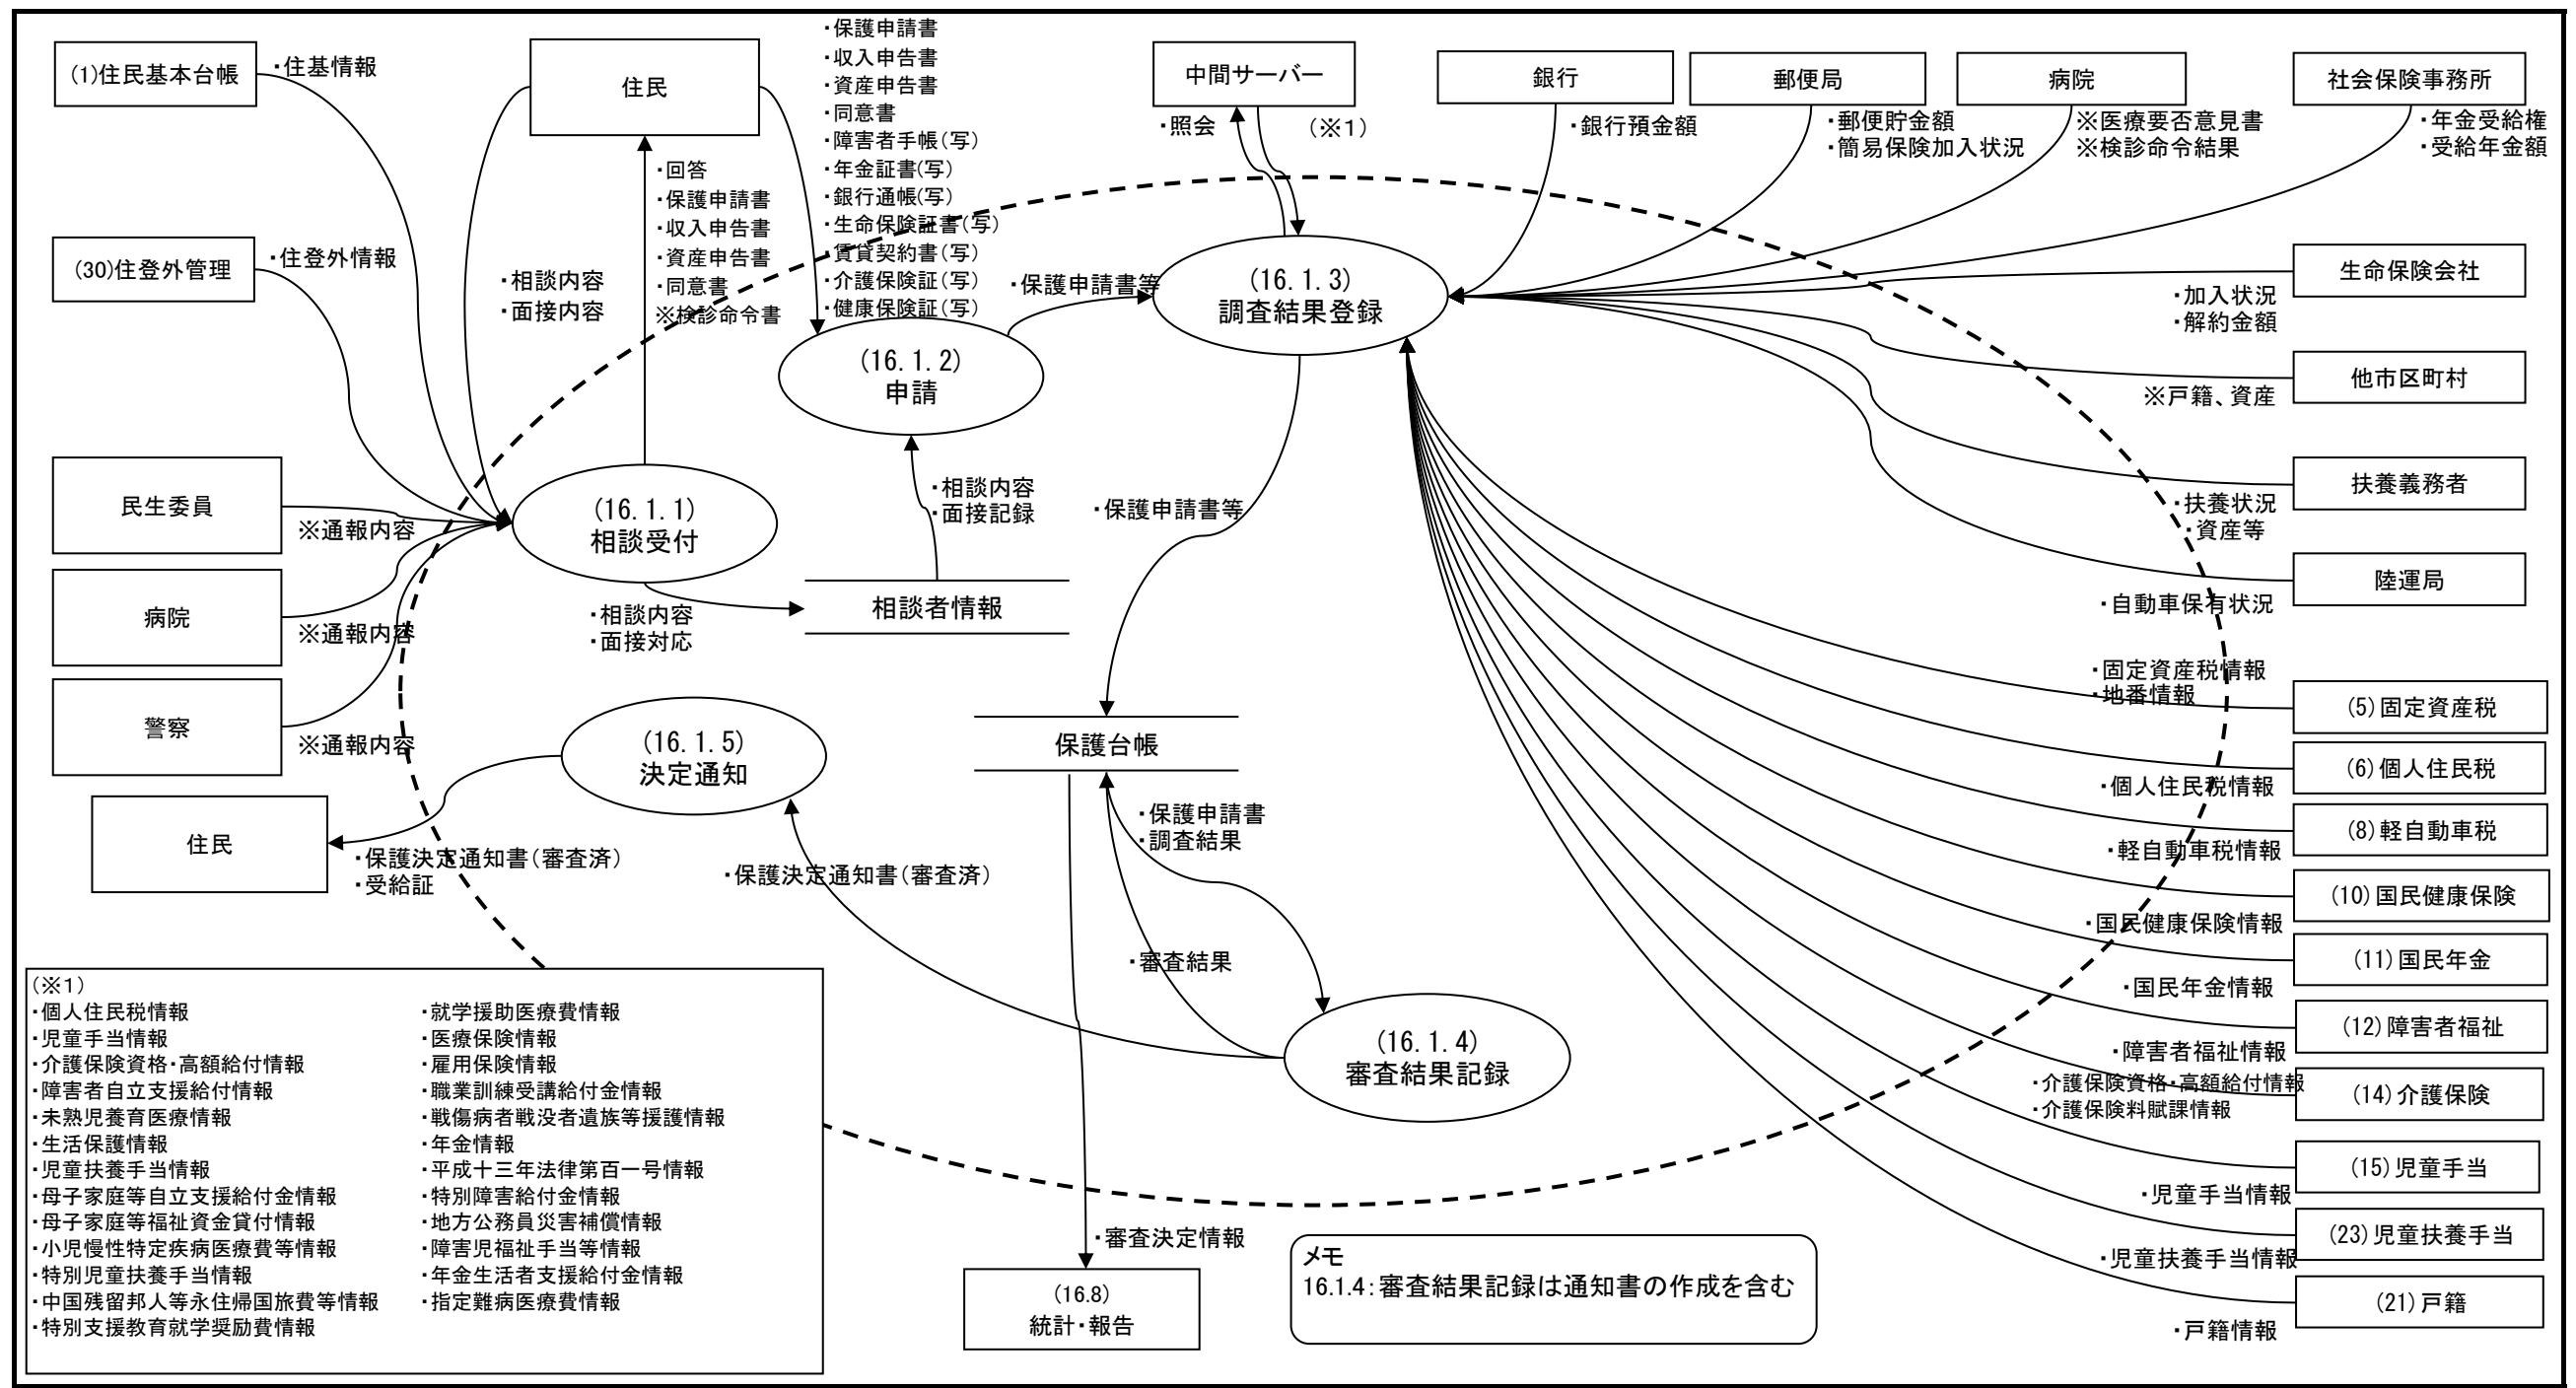 (1)住民基本台帳
・住基情報
住民
・保護申請書
・収入申告書
・資産申告書
・同意書
・障害者手帳(写)
・年金証書(写)
・銀行通帳(写)
・生命保険証書(写)
・賃貸契約書(写)
・介護保険証(写)
・健康保険証(写)
中間サーバー
・照会
(※1)
銀行
・銀行預金額
郵便局
・郵便貯金額
・簡易保険加入状況
病院
※医療要否意見書
※検診命令結果
社会保険事務所
・年金受給権
・受給年金額
(30)住登外管理
・住登外情報
・相談内容
・面接内容
・回答
・保護申請書
・収入申告書
・資産申告書
・同意書
※検診命令書
(16.1.2)
申請
・保護申請書等
(16.1.3)
調査結果登録
生命保険会社
・加入状況
・解約金額
他市区町村
※戸籍、資産
扶養義務者
・扶養状況
・資産等
陸運局
・自動車保有状況
民生委員
※通報内容
病院
※通報内容
警察
※通報内容
(16.1.1)
相談受付
・相談内容
・面接対応
相談者情報
・相談内容
・面接記録
・保護申請書等
保護台帳
(16.1.5)
決定通知
住民
・保護決定通知書(審査済)
・受給証
・保護決定通知書(審査済)
・保護申請書
・調査結果
・審査結果
(16.1.4)
審査結果記録
・固定資産税情報
・地番情報
(5)固定資産税
(6)個人住民税
・個人住民税情報
(8)軽自動車税
・軽自動車税情報
(10)国民健康保険
・国民健康保険情報
(11)国民年金
・国民年金情報
(12)障害者福祉
・障害者福祉情報
・介護保険資格・高額給付情報
・介護保険料賦課情報
(14)介護保険
(15)児童手当
・児童手当情報
(23)児童扶養手当
・児童扶養手当情報
(21)戸籍
・戸籍情報
(※1)
・個人住民税情報
・児童手当情報
・介護保険資格・高額給付情報
・障害者自立支援給付情報
・未熟児養育医療情報
・生活保護情報
・児童扶養手当情報
・母子家庭等自立支援給付金情報
・母子家庭等福祉資金貸付情報
・小児慢性特定疾病医療費等情報
・特別児童扶養手当情報
・中国残留邦人等永住帰国旅費等情報
・特別支援教育就学奨励費情報
・就学援助医療費情報
・医療保険情報
・雇用保険情報
・職業訓練受講給付金情報
・戦傷病者戦没者遺族等援護情報
・年金情報
・平成十三年法律第百一号情報
・特別障害給付金情報
・地方公務員災害補償情報
・障害児福祉手当等情報
・年金生活者支援給付金情報
・指定難病医療費情報
・審査決定情報
(16.8)
統計・報告
メモ
16.1.4:審査結果記録は通知書の作成を含む